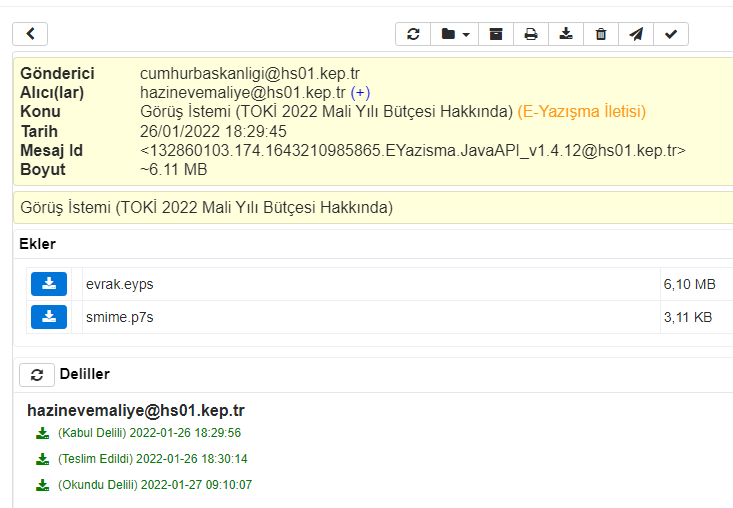 Gönderici cumhurbaskanligi@hs01.kep.tr
Alıcı(lar) hazinevemaliye@hs01.kep.tr (+)
Konu Görüş İstemi (TOKİ 2022 Mali Yılı Bütçesi Hakkında) (E-Yazışma İletisi)
Tarih 26/01/2022 18:29:45
Mesaj Id <132860103.174.1643210985865.EYazisma.JavaAPI_v1.4.12@hs01.kep.tr>
Boyut ~6.11 MB
Görüş İstemi (TOKİ 2022 Mali Yılı Bütçesi Hakkında)
Ekler
evrak.eyps 6,10 MB
smime.p7s 3,11 KB
Deliller
hazinevemaliye@hs01.kep.tr
(Kabul Delili) 2022-01-26 18:29:56
(Teslim Edildi) 2022-01-26 18:30:14
(Okundu Delili) 2022-01-27 09:10:07